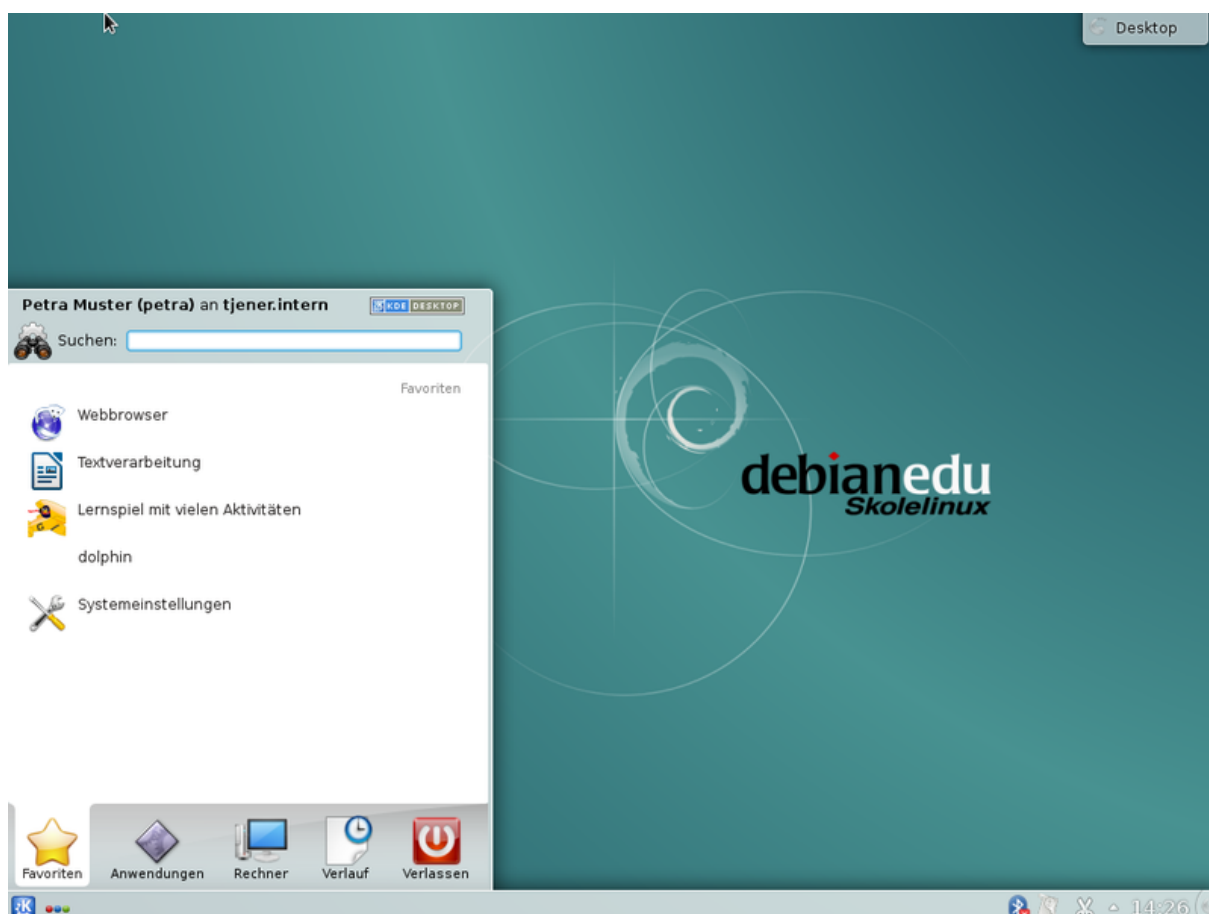 Desktop
Petra Muster (petra) an tjener.intern
KDE DESKTOP
Suchen:
Favoriten
Webbrowser
Textverarbeitung
Lernspiel mit vielen Aktivitäten
dolphin
Systemeinstellungen
debianedu
Skolelinux
Favoriten
Anwendungen
Rechner
Verlauf
Verlassen
14:26